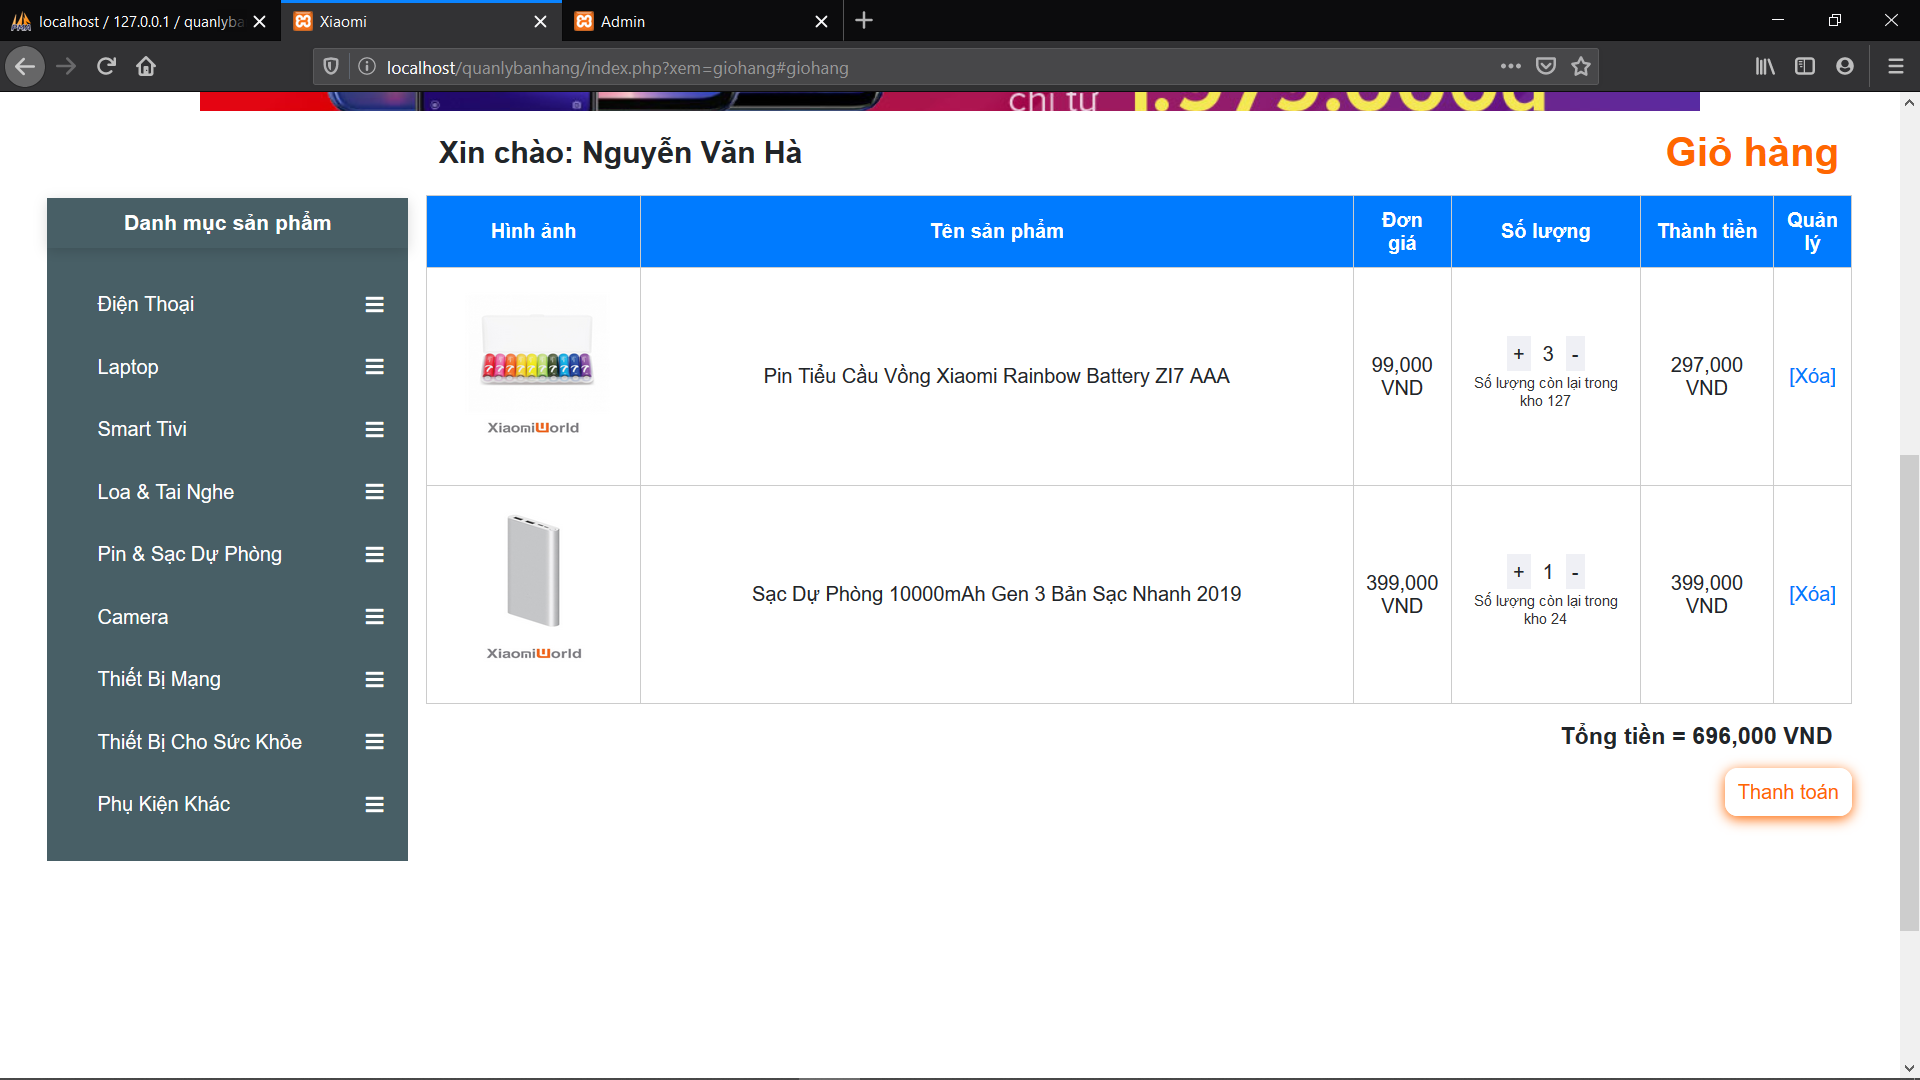 localhost / 127.0.0.1 / quanlyba
Xiaomi
Admin
localhost/quanlybanhang/index.php?xem=giohang#giohang
chỉ từ
Xin chào: Nguyễn Văn Hà
Giỏ hàng
Danh mục sản phẩm
Điện Thoại
Laptop
Smart Tivi
Loa & Tai Nghe
Pin & Sạc Dự Phòng
Camera
Thiết Bị Mạng
Thiết Bị Cho Sức Khỏe
Phụ Kiện Khác
Hình ảnh
Tên sản phẩm
Đơn
giá
Số lượng
Thành tiền
Quản
lý
XiaomiWorld
Pin Tiểu Cầu Vồng Xiaomi Rainbow Battery ZI7 AAA
99,000
VND
+ 3 -
Số lượng còn lại trong
kho 127
297,000
VND
[Xóa]
XiaomiWorld
Sạc Dự Phòng 10000mAh Gen 3 Bản Sạc Nhanh 2019
399,000
VND
+ 1 -
Số lượng còn lại trong
kho 24
399,000
VND
[Xóa]
Tổng tiền = 696,000 VND
Thanh toán